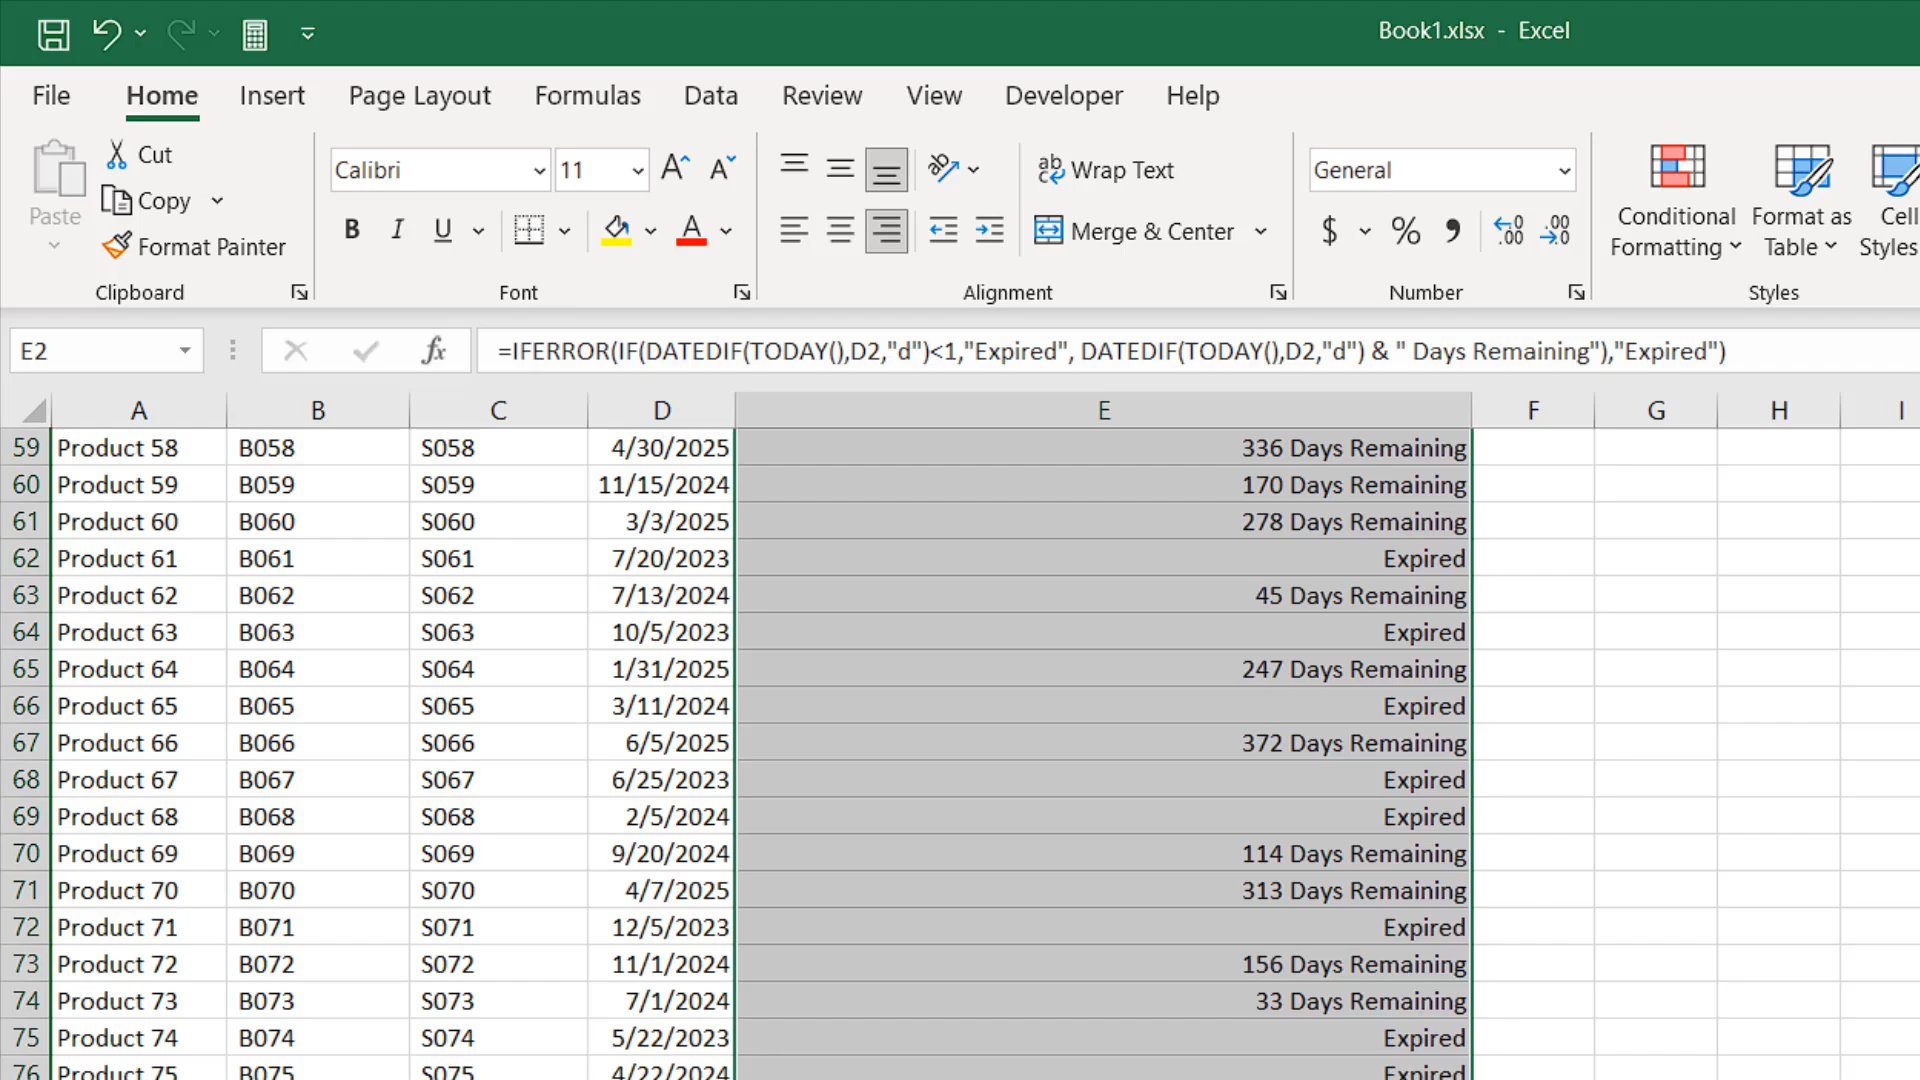 Book1.xlsx - Excel
File Home Insert Page Layout Formulas Data Review View Developer Help
Paste
Cut
Copy
Format Painter
Clipboard
Calibri 11
B I U
Font
Wrap Text
Merge & Center
Alignment
General
$ % ,
Number
Conditional Formatting
Format as Table
Cell Styles
Styles
E2 fx =IFERROR(IF(DATEDIF(TODAY(),D2,"d")<1,"Expired", DATEDIF(TODAY(),D2,"d") & " Days Remaining"),"Expired")
A B C D E F G H I
59 Product 58 B058 S058 4/30/2025 336 Days Remaining
60 Product 59 B059 S059 11/15/2024 170 Days Remaining
61 Product 60 B060 S060 3/3/2025 278 Days Remaining
62 Product 61 B061 S061 7/20/2023 Expired
63 Product 62 B062 S062 7/13/2024 45 Days Remaining
64 Product 63 B063 S063 10/5/2023 Expired
65 Product 64 B064 S064 1/31/2025 247 Days Remaining
66 Product 65 B065 S065 3/11/2024 Expired
67 Product 66 B066 S066 6/5/2025 372 Days Remaining
68 Product 67 B067 S067 6/25/2023 Expired
69 Product 68 B068 S068 2/5/2024 Expired
70 Product 69 B069 S069 9/20/2024 114 Days Remaining
71 Product 70 B070 S070 4/7/2025 313 Days Remaining
72 Product 71 B071 S071 12/5/2023 Expired
73 Product 72 B072 S072 11/1/2024 156 Days Remaining
74 Product 73 B073 S073 7/1/2024 33 Days Remaining
75 Product 74 B074 S074 5/22/2023 Expired
76 Product 75 B075 S075 4/22/2024 Expired